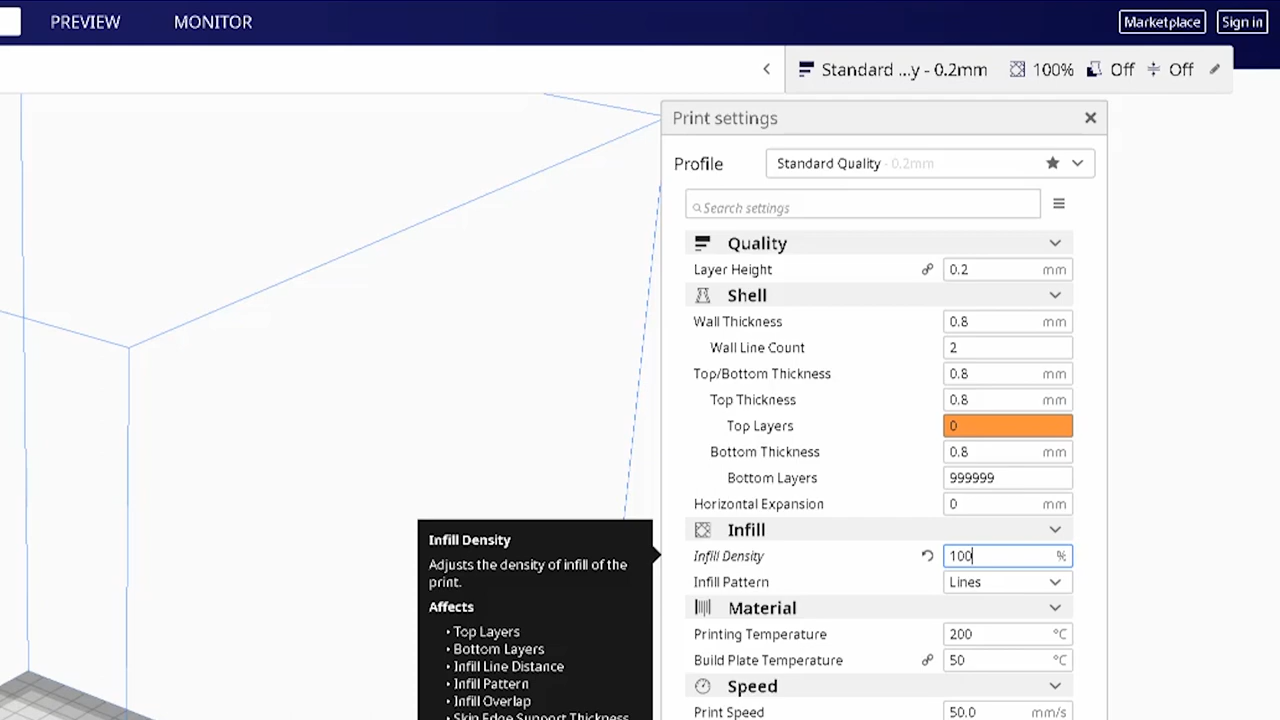 PREVIEW MONITOR Marketplace Sign in
Standard ...y - 0.2mm 100% Off Off
Print settings
Profile Standard Quality - 0.2mm
Search settings
Quality
Layer Height 0.2 mm
Shell
Wall Thickness 0.8 mm
Wall Line Count 2
Top/Bottom Thickness 0.8 mm
Top Thickness 0.8 mm
Top Layers 0
Bottom Thickness 0.8 mm
Bottom Layers 999999
Horizontal Expansion 0 mm
Infill
Infill Density 100 %
Infill Pattern Lines
Material
Printing Temperature 200 °C
Build Plate Temperature 50 °C
Speed
Print Speed 50.0 mm/s
Infill Density
Adjusts the density of infill of the
print.
Affects
• Top Layers
• Bottom Layers
• Infill Line Distance
• Infill Pattern
• Infill Overlap
• Skin Edge Support Thickness